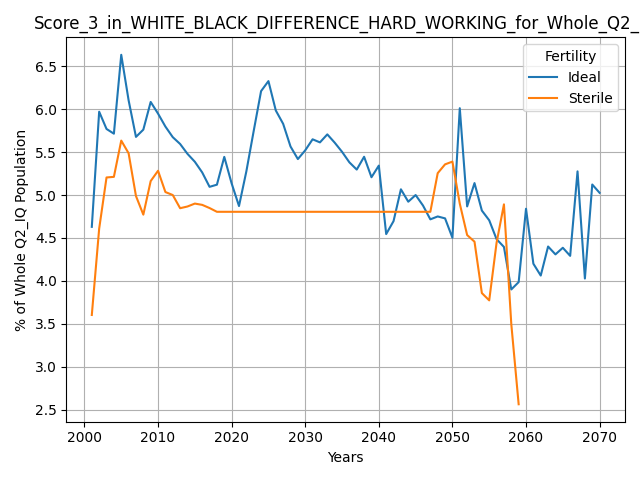 Score_3_in_WHITE_BLACK_DIFFERENCE_HARD_WORKING_for_Whole_Q2_
Fertility
Ideal
Sterile
% of Whole Q2_IQ Population
6.5
6.0
5.5
5.0
4.5
4.0
3.5
3.0
2.5
2000 2010 2020 2030 2040 2050 2060 2070
Years